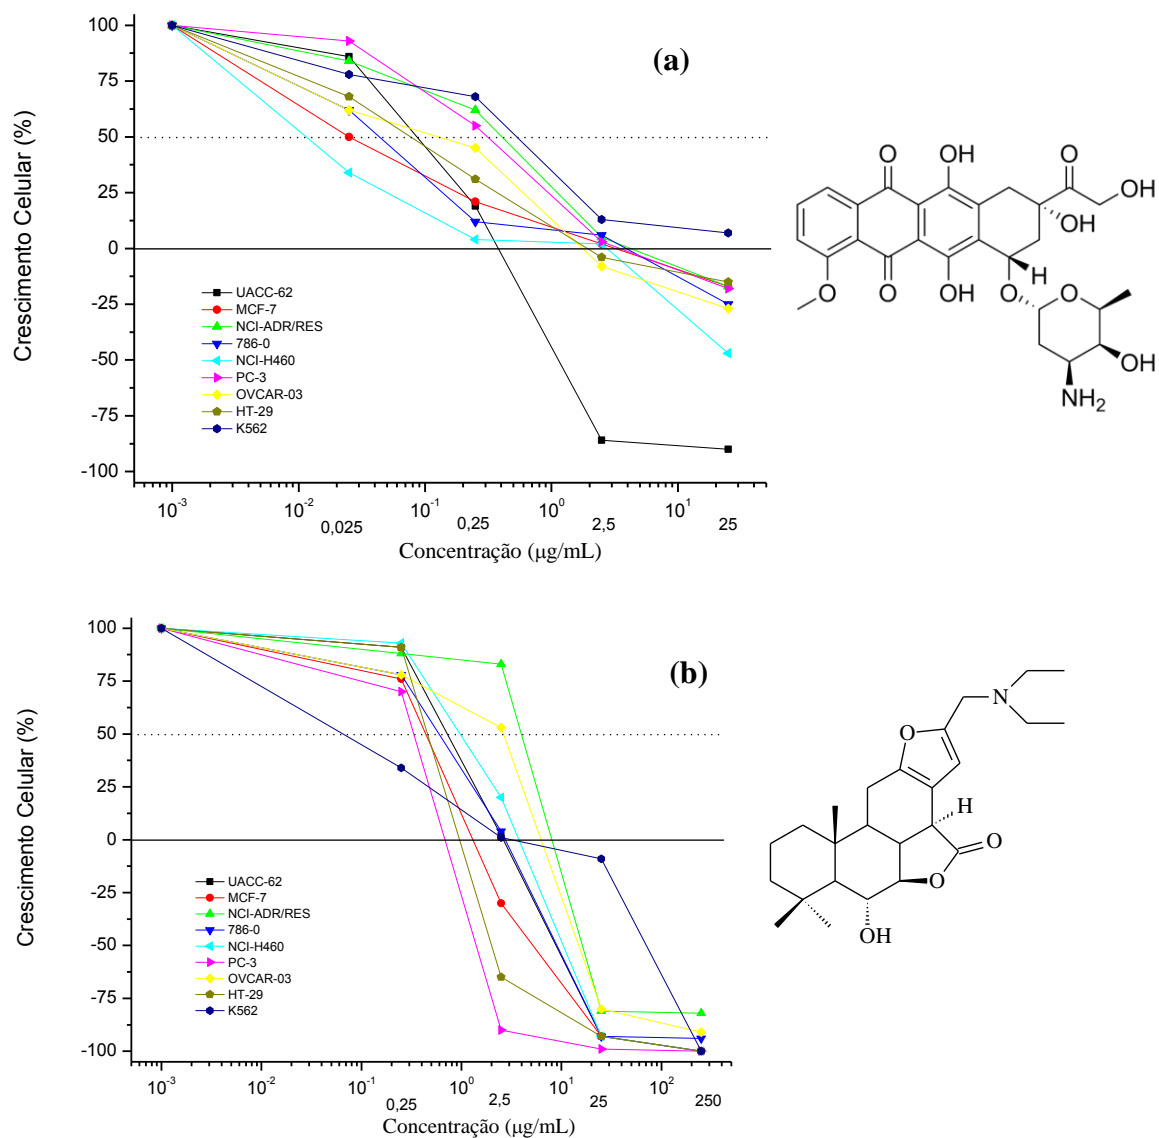 (a)
Crescimento Celular (%)
100
75
50
25
0
-25
-50
-75
-100
UACC-62
MCF-7
NCI-ADR/RES
786-0
NCI-H460
PC-3
OVCAR-03
HT-29
K562
10⁻³ 10⁻² 10⁻¹ 10⁰ 10¹
0,025 0,25 2,5 25
Concentração (μg/mL)
O OH O
OH
OH
O O OH O O
OH
NH₂
H
(b)
Crescimento Celular (%)
100
75
50
25
0
-25
-50
-75
-100
UACC-62
MCF-7
NCI-ADR/RES
786-0
NCI-H460
PC-3
OVCAR-03
HT-29
K562
10⁻³ 10⁻² 10⁻¹ 10⁰ 10¹ 10²
0,25 2,5 25 250
Concentração (μg/mL)
N
O
H
O
O
OH